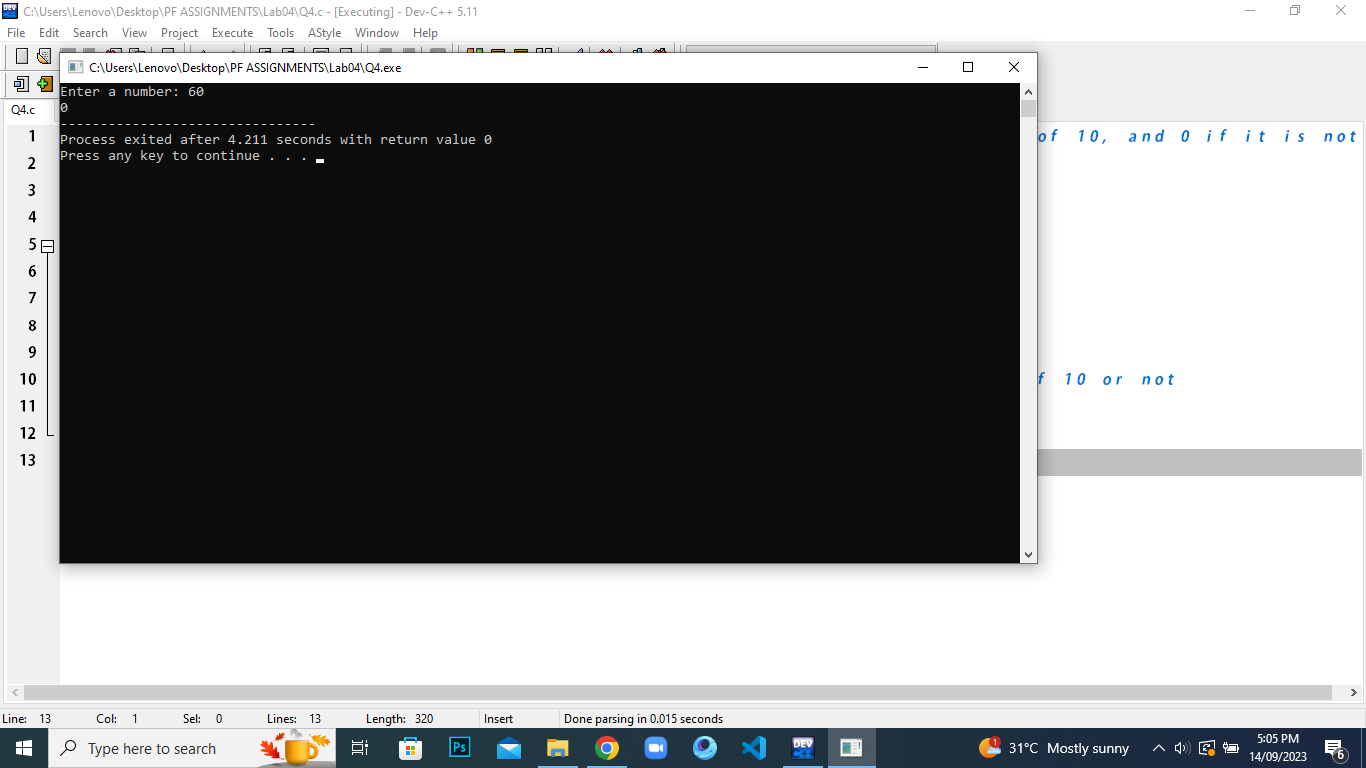 C:\Users\Lenovo\Desktop\PF ASSIGNMENTS\Lab04\Q4.c - [Executing] - Dev-C++ 5.11
File Edit Search View Project Execute Tools AStyle Window Help
C:\Users\Lenovo\Desktop\PF ASSIGNMENTS\Lab04\Q4.exe
Q4.c
Enter a number: 60
0
--------------------------------
Process exited after 4.211 seconds with return value 0
Press any key to continue . . .
1 of 10, and 0 if it is not
2
3
4
5
6
7
8
9
10 f 10 or not
11
12
13
Line: 13 Col: 1 Sel: 0 Lines: 13 Length: 320 Insert Done parsing in 0.015 seconds
Type here to search
Ps
DEV
31°C Mostly sunny
5:05 PM
14/09/2023
6